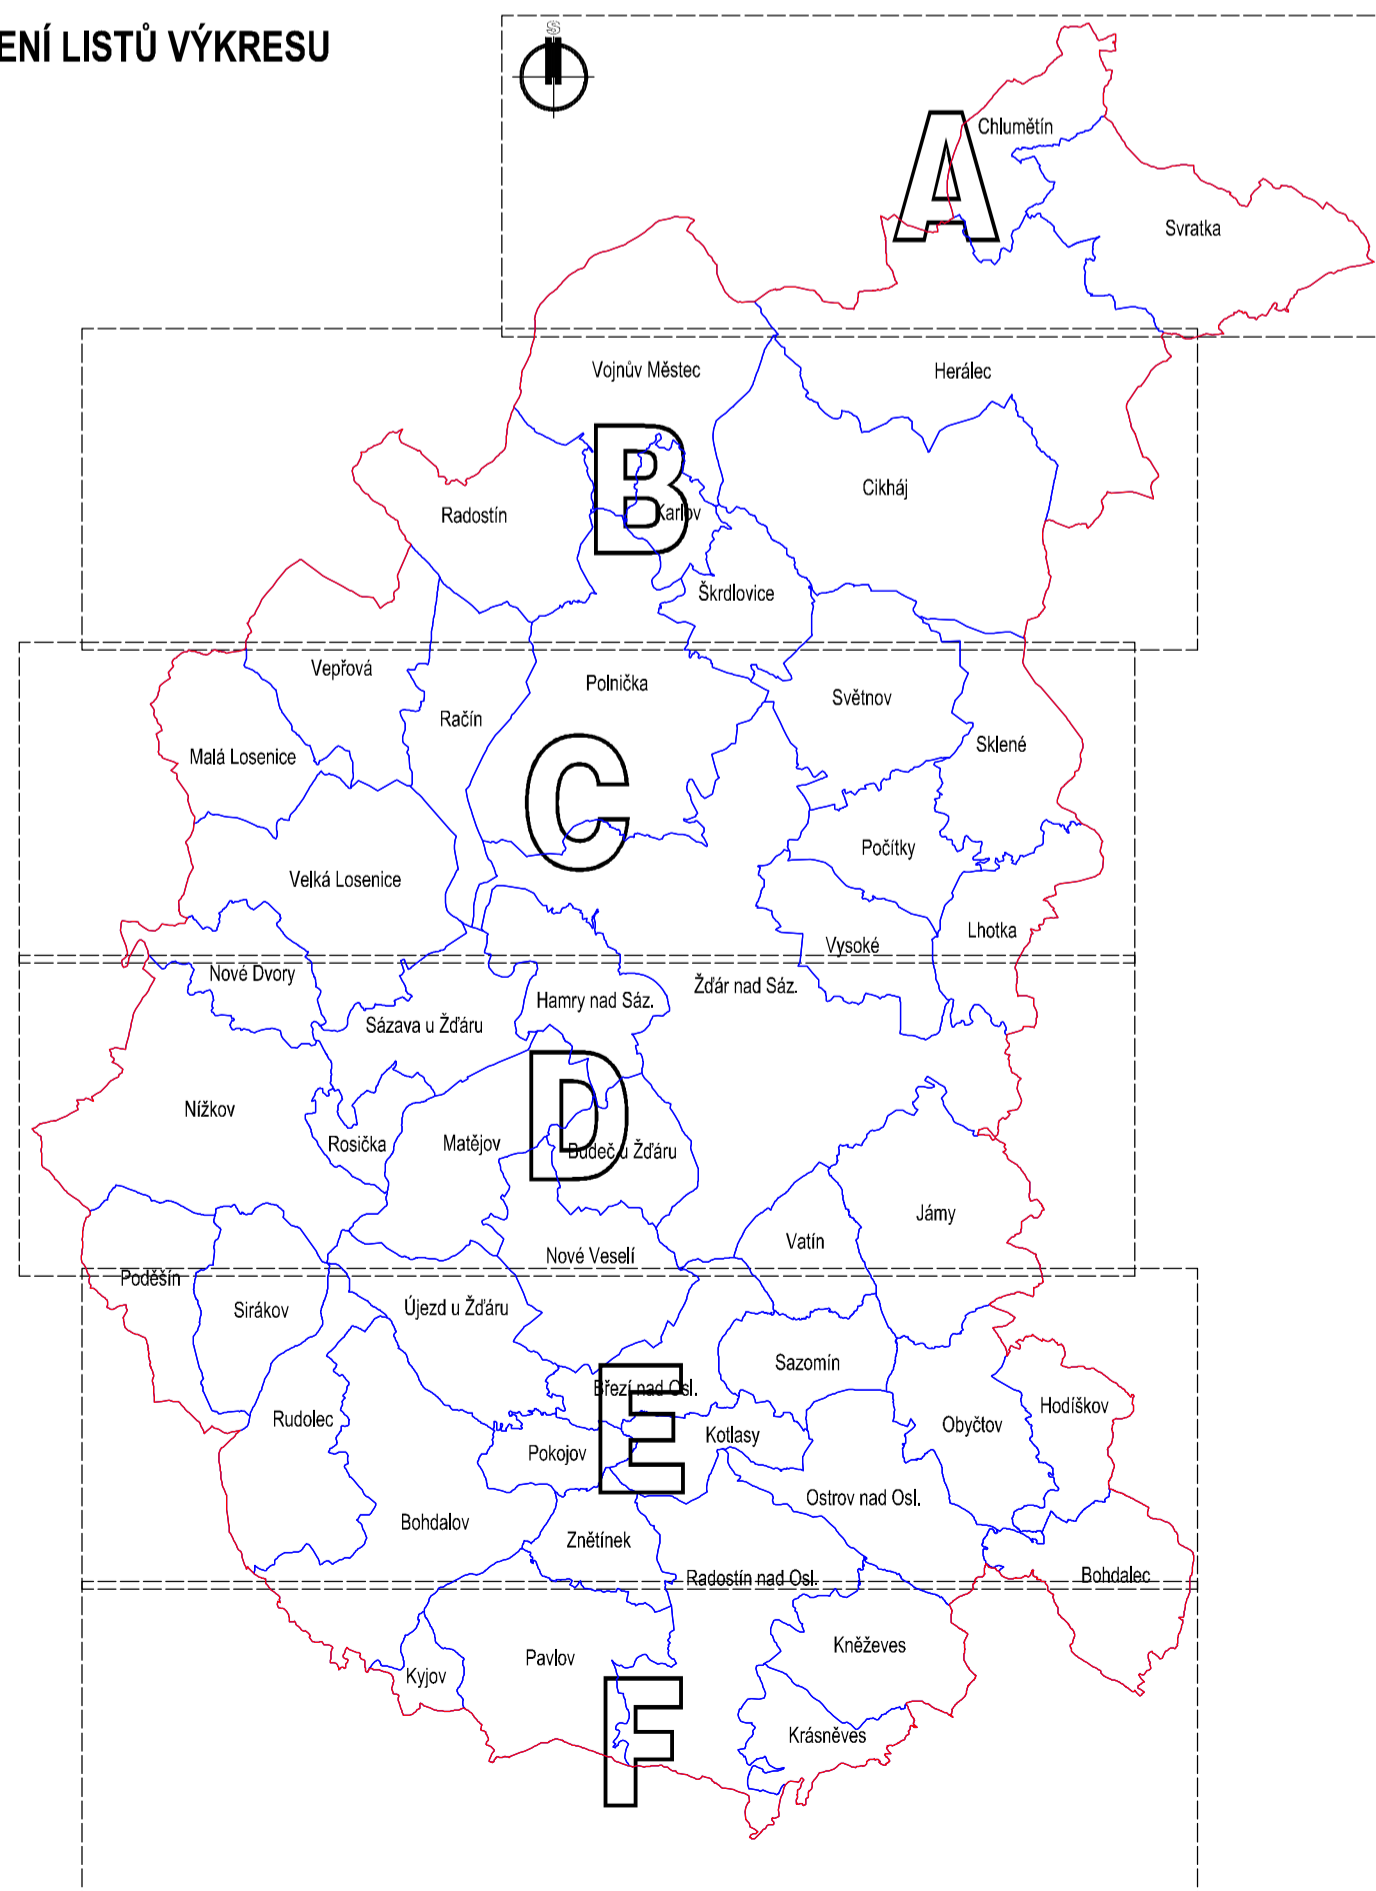 ENÍ LISTŮ VÝKRESU
S
A
Chlumětín
Svratka
Vojnův Městec
Herálec
B
Cikháj
Radostín
Karlov
Škrdlovice
Vepřová
Polnička
Světnov
Račín
Sklené
Malá Losenice
C
Počítky
Velká Losenice
Lhotka
Vysoké
Nové Dvory
Žďár nad Sáz.
Hamry nad Sáz.
Sázava u Žďáru
D
Nížkov
Rosička
Matějov
Budeč u Žďáru
Jámy
Vatín
Nové Veselí
Poděšín
Sirákov
Újezd u Žďáru
Sazomín
Březí nad Osl.
E
Hodíškov
Rudolec
Obyčtov
Kotlasy
Pokojov
Ostrov nad Osl.
Bohdalov
Znětínek
Radostín nad Osl.
Bohdalec
Kněževes
Pavlov
Kyjov
F
Krásněves